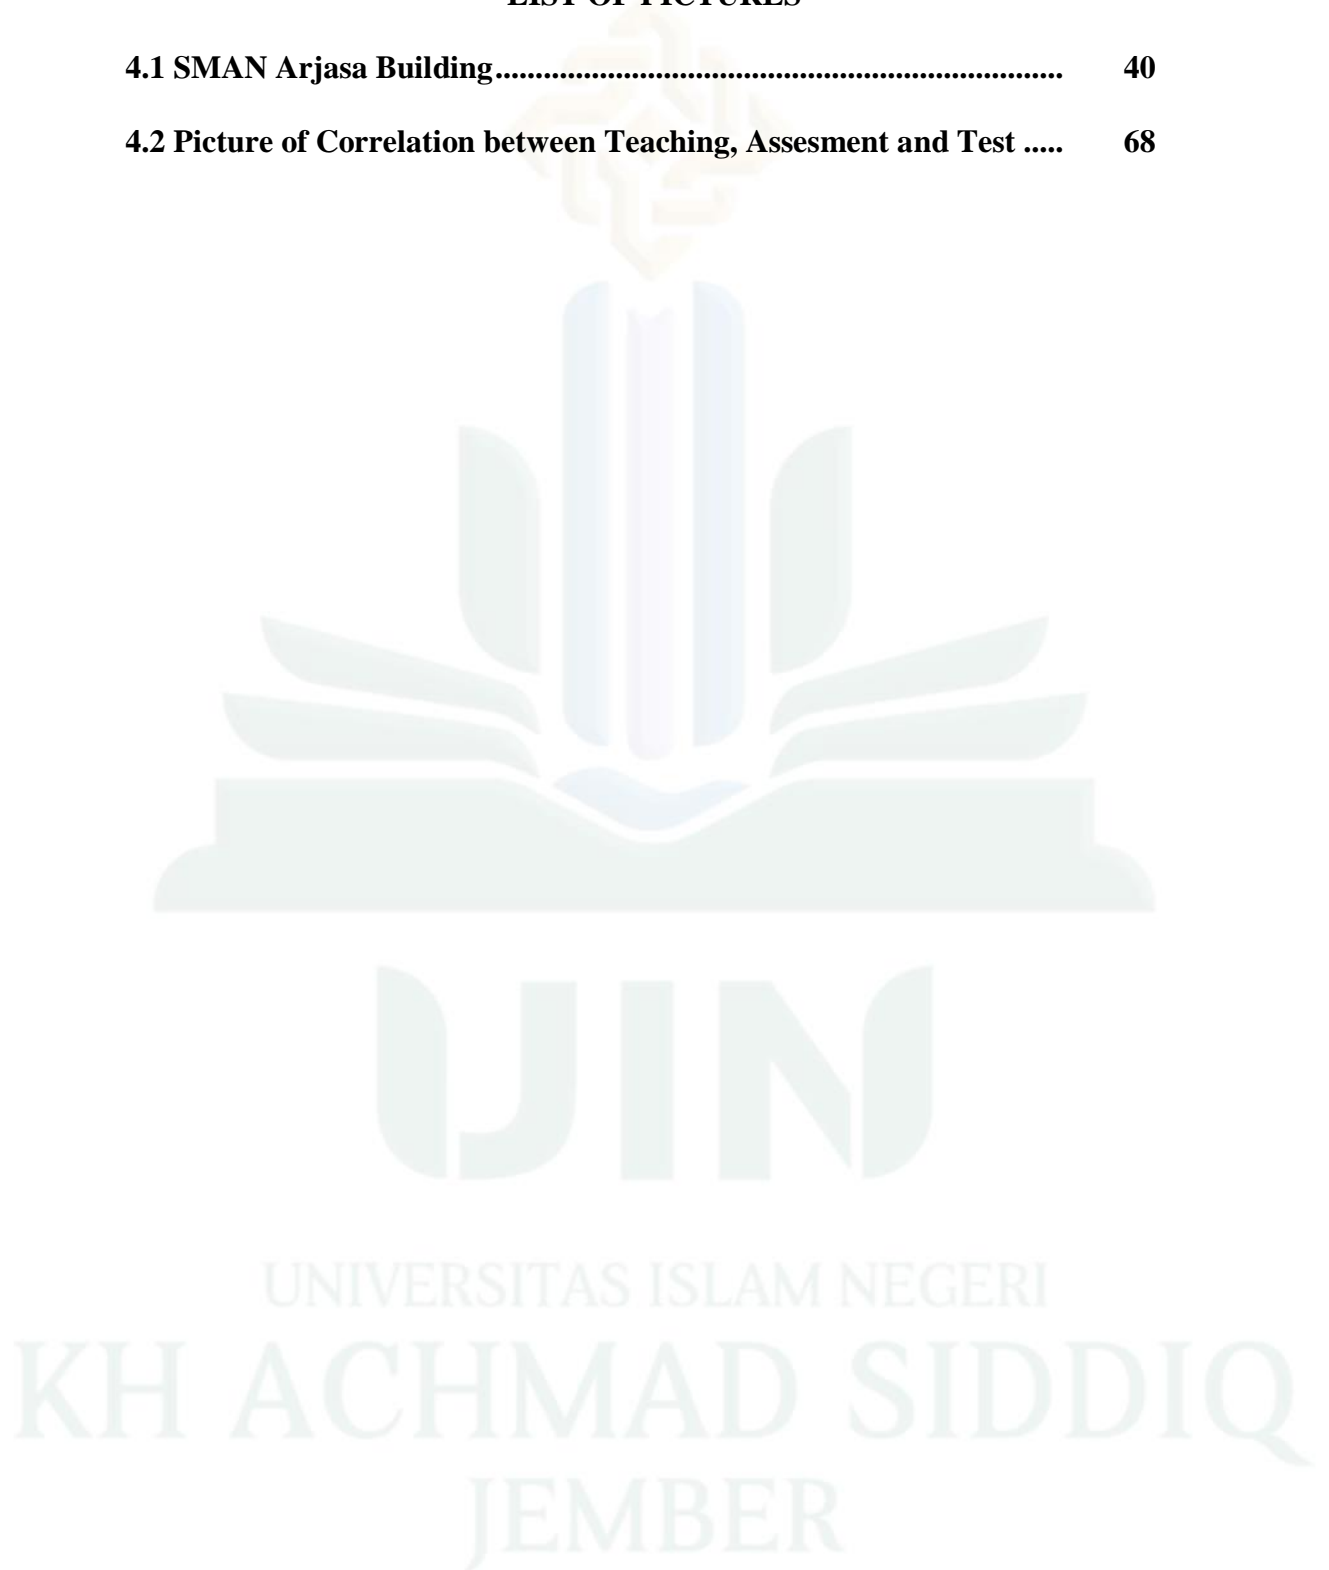 LIST OF PICTURES
4.1 SMAN Arjasa Building....................................................................... 40
4.2 Picture of Correlation between Teaching, Assesment and Test ..... 68
UIN
UNIVERSITAS ISLAM NEGERI
KH ACHMAD SIDDIQ
JEMBER